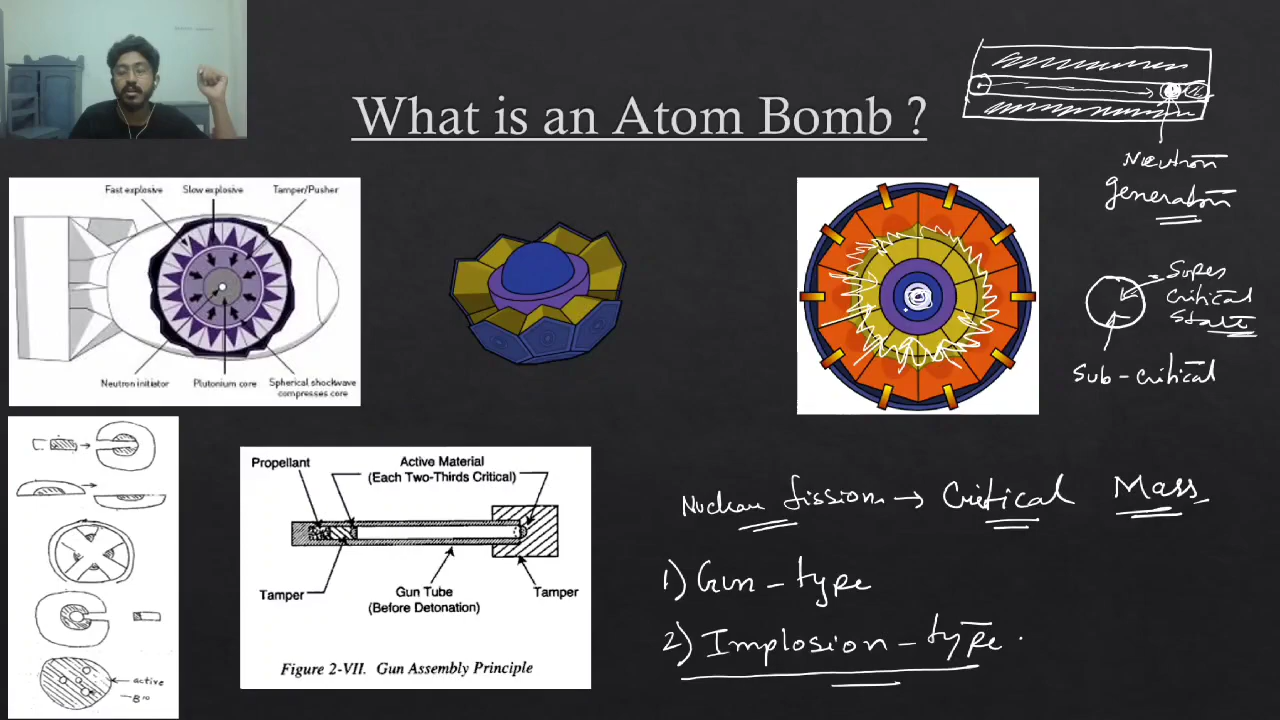 What is an Atom Bomb ?
Neutron
generator
Fast explosive
Slow explosive
Tamper/Pusher
Neutron initiator
Plutonium core
Spherical shockwave
compresses core
Super
Critical
State
Sub-critical
active
Propellant
Active Material
(Each Two-Thirds Critical)
Tamper
Gun Tube
(Before Detonation)
Tamper
Figure 2-VII. Gun Assembly Principle
Nuclear fission → Critical Mass
1) Gun-type
2) Implosion-type.